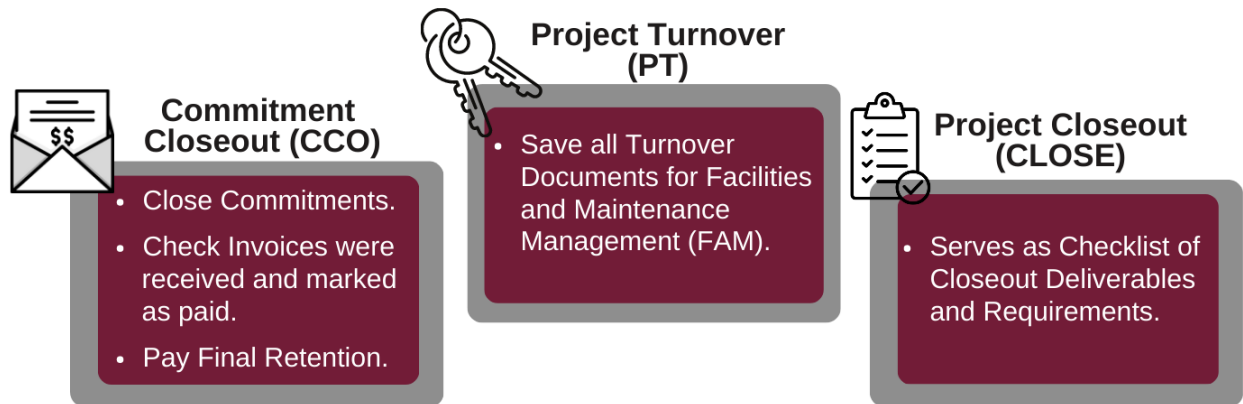 Commitment
Closeout (CCO)
$$
• Close Commitments.
• Check Invoices were
received and marked
as paid.
• Pay Final Retention.
Project Turnover
(PT)
• Save all Turnover
Documents for Facilities
and Maintenance
Management (FAM).
Project Closeout
(CLOSE)
• Serves as Checklist of
Closeout Deliverables
and Requirements.